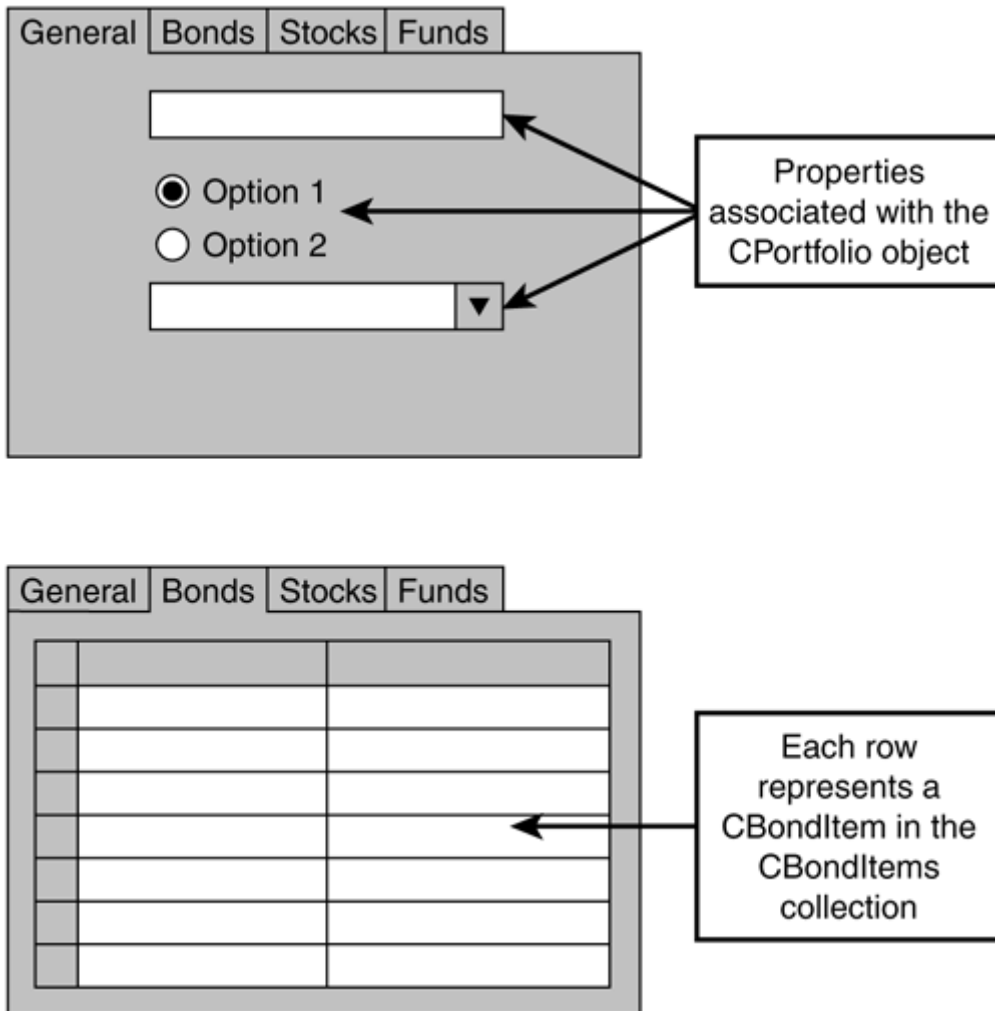 General Bonds Stocks Funds
Option 1
Option 2
Properties
associated with the
CPortfolio object
General Bonds Stocks Funds
Each row
represents a
CBondItem in the
CBondItems
collection